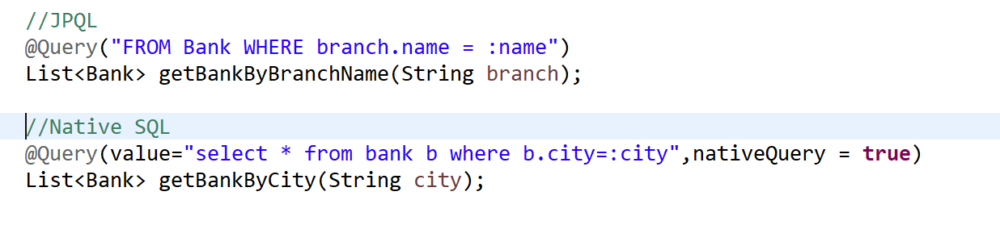 //JPQL
@Query("FROM Bank WHERE branch.name = :name")
List<Bank> getBankByBranchName(String branch);
//Native SQL
@Query(value="select * from bank b where b.city=:city",nativeQuery = true)
List<Bank> getBankByCity(String city);